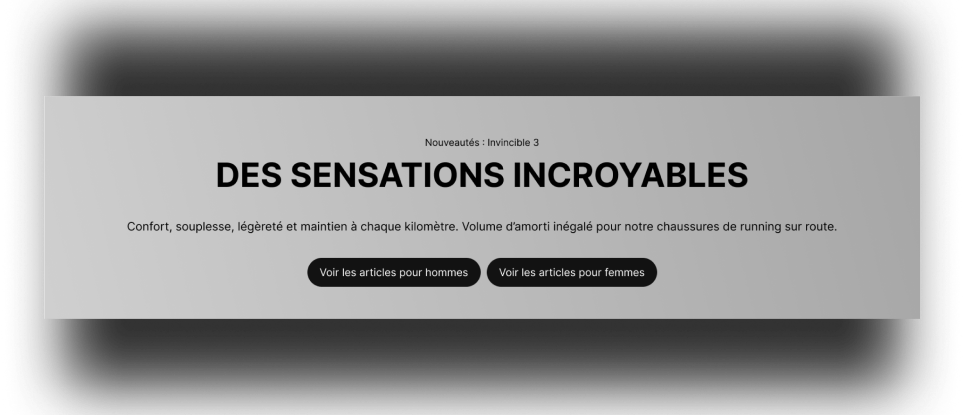 Nouveautés : Invincible 3
DES SENSATIONS INCROYABLES
Confort, souplesse, légèreté et maintien à chaque kilomètre. Volume d’amorti inégalé pour notre chaussures de running sur route.
Voir les articles pour hommes
Voir les articles pour femmes